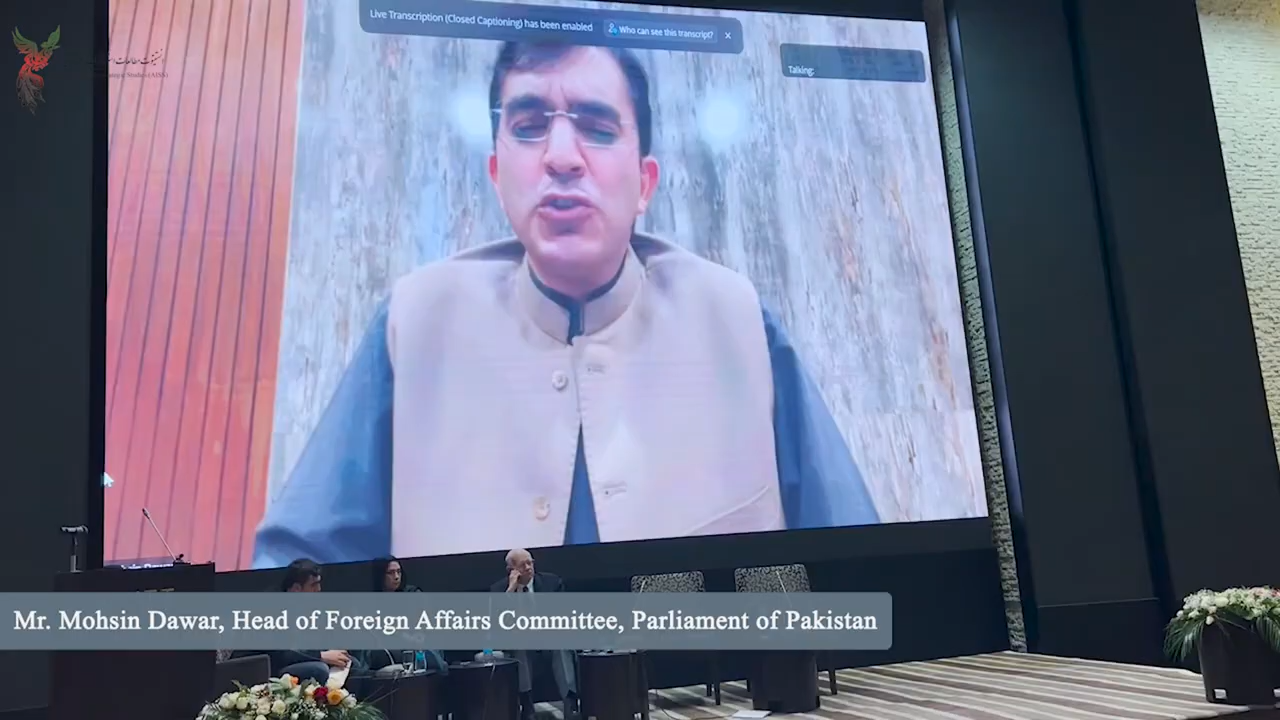 Live Transcription (Closed Captioning) has been enabled
Who can see this transcript?
Talking:
(AISS)
Mr. Mohsin Dawar, Head of Foreign Affairs Committee, Parliament of Pakistan